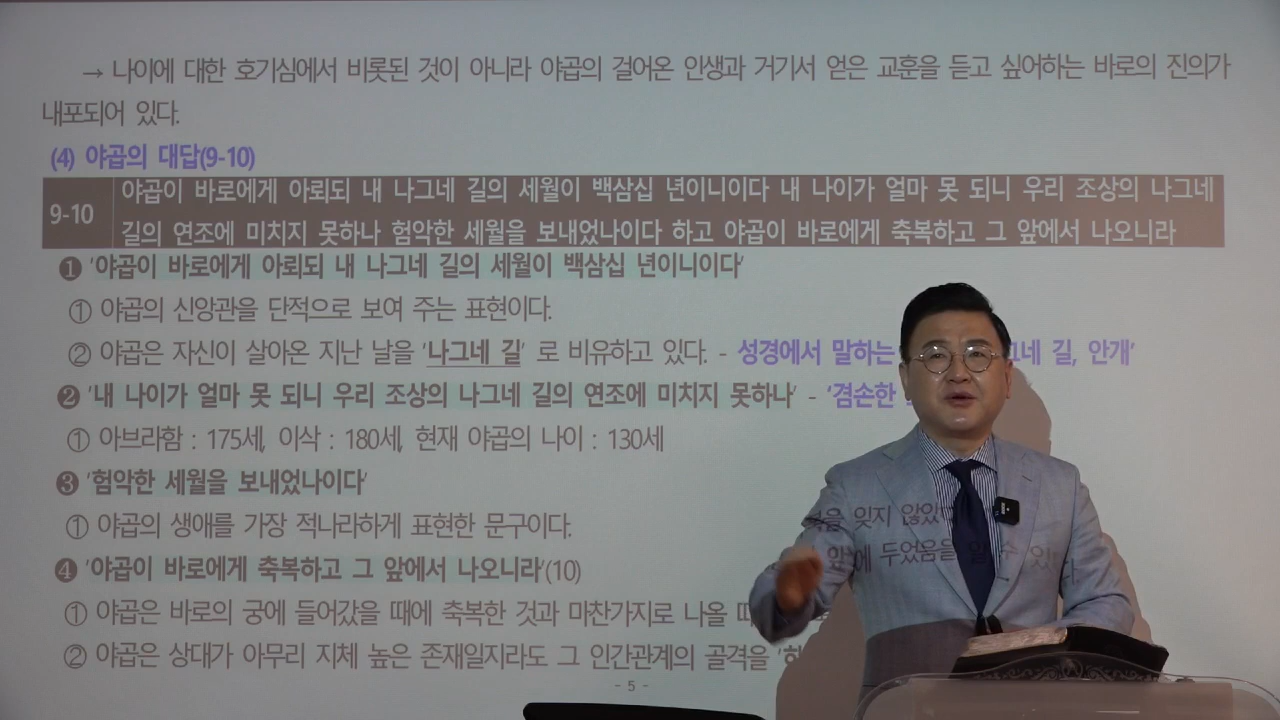 → 나이에 대한 호기심에서 비롯된 것이 아니라 야곱의 걸어온 인생과 거기서 얻은 교훈을 듣고 싶어하는 바로의 진의가
내포되어 있다.
(4) 야곱의 대답(9-10)
9-10 야곱이 바로에게 아뢰되 내 나그네 길의 세월이 백삼십 년이니이다 내 나이가 얼마 못 되니 우리 조상의 나그네
길의 연조에 미치지 못하나 험악한 세월을 보내었나이다 하고 야곱이 바로에게 축복하고 그 앞에서 나오니라
❶ '야곱이 바로에게 아뢰되 내 나그네 길의 세월이 백삼십 년이니이다'
① 야곱의 신앙관을 단적으로 보여 주는 표현이다.
② 야곱은 자신이 살아온 지난 날을 '나그네 길' 로 비유하고 있다. - 성경에서 말하는 길, 안개'
❷ '내 나이가 얼마 못 되니 우리 조상의 나그네 길의 연조에 미치지 못하나' - '겸손한
① 아브라함 : 175세, 이삭 : 180세, 현재 야곱의 나이 : 130세
❸ '험악한 세월을 보내었나이다'
① 야곱의 생애를 가장 적나라하게 표현한 문구이다.
잊지 않았
❹ '야곱이 바로에게 축복하고 그 앞에서 나오니라'(10)
앞에 두었음을 알 수 있다.
① 야곱은 바로의 궁에 들어갔을 때에 축복한 것과 마찬가지로 나올
② 야곱은 상대가 아무리 지체 높은 존재일지라도 그 인간관계의 골격을
- 5 -